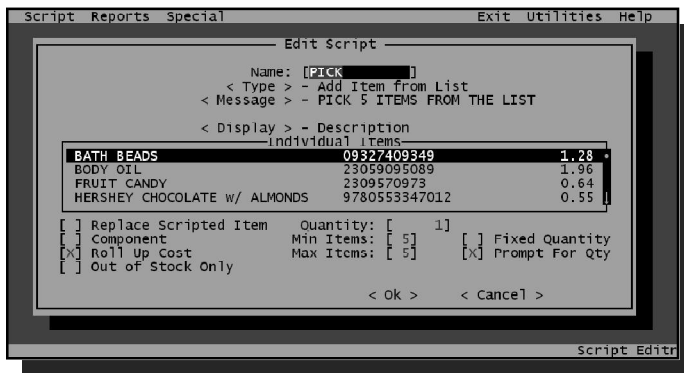 Script Reports Special Exit Utilities Help
Edit Script
Name: [PICK ]
< Type > - Add Item from List
< Message > - PICK 5 ITEMS FROM THE LIST
< Display > - Description
Individual Items
BATH BEADS 09327409349 1.28
BODY OIL 23059095089 1.96
FRUIT CANDY 2309570973 0.64
HERSHEY CHOCOLATE W/ ALMONDS 9780553347012 0.55 ↓
[ ] Replace Scripted Item Quantity: [ 1]
[ ] Component Min Items: [ 5] [ ] Fixed Quantity
[X] Roll Up Cost Max Items: [ 5] [X] Prompt For Qty
[ ] Out of Stock Only
< Ok > < Cancel >
Script Editr